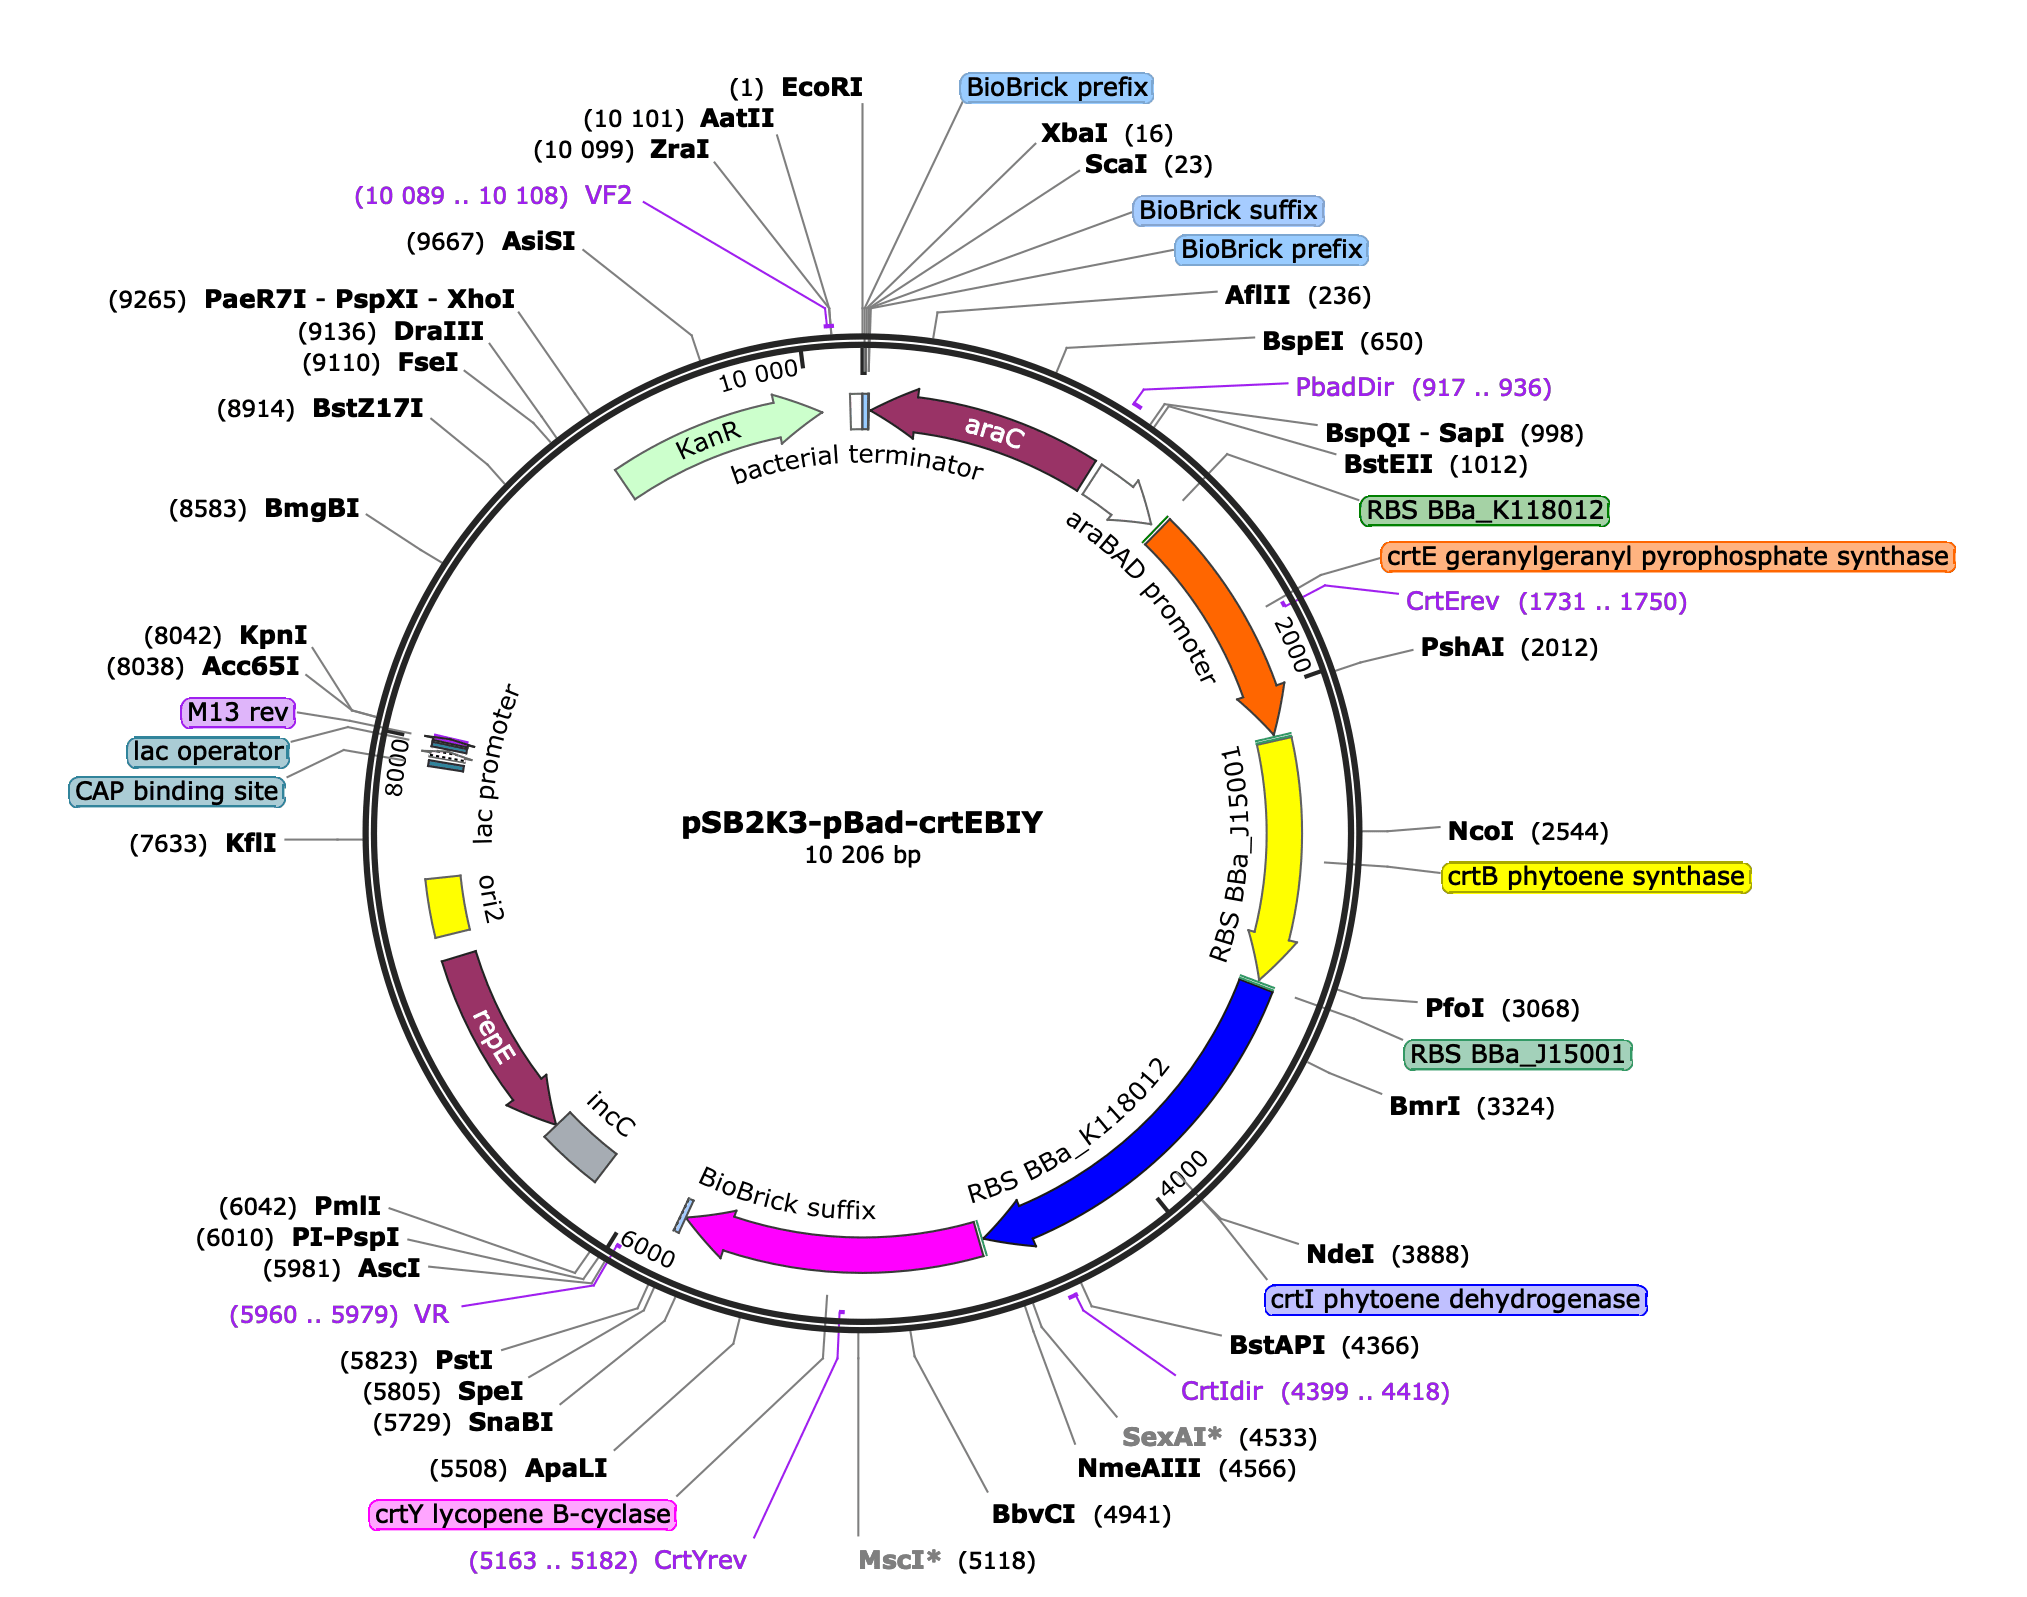 (1) EcoRI
BioBrick prefix
(10 101) AatII
XbaI (16)
(10 099) ZraI
ScaI (23)
(10 089 .. 10 108) VF2
BioBrick suffix
(9667) AsiSI
BioBrick prefix
(9265) PaeR7I - PspXI - XhoI
AflII (236)
(9136) DraIII
BspEI (650)
(9110) FseI
PbadDir (917 .. 936)
(8914) BstZ17I
BspQI - SapI (998)
BstEII (1012)
(8583) BmgBI
RBS BBa_K118012
crtE geranylgeranyl pyrophosphate synthase
CrtErev (1731 .. 1750)
(8042) KpnI
PshAI (2012)
(8038) Acc65I
M13 rev
lac operator
CAP binding site
(7633) KflI
NcoI (2544)
crtB phytoene synthase
PfoI (3068)
RBS BBa_J15001
BmrI (3324)
10 000
2000
4000
6000
8000
KanR
bacterial terminator
araC
araBAD promoter
RBS BBa_J15001
RBS BBa_K118012
BioBrick suffix
incC
repE
ori2
lac promoter
pSB2K3-pBad-crtEBIY
10 206 bp
(6042) PmlI
(6010) PI-PspI
NdeI (3888)
(5981) AscI
crtI phytoene dehydrogenase
(5960 .. 5979) VR
BstAPI (4366)
(5823) PstI
CrtIdir (4399 .. 4418)
(5805) SpeI
(5729) SnaBI
SexAI* (4533)
(5508) ApaLI
NmeAIII (4566)
crtY lycopene B-cyclase
BbvCI (4941)
(5163 .. 5182) CrtYrev
MscI* (5118)